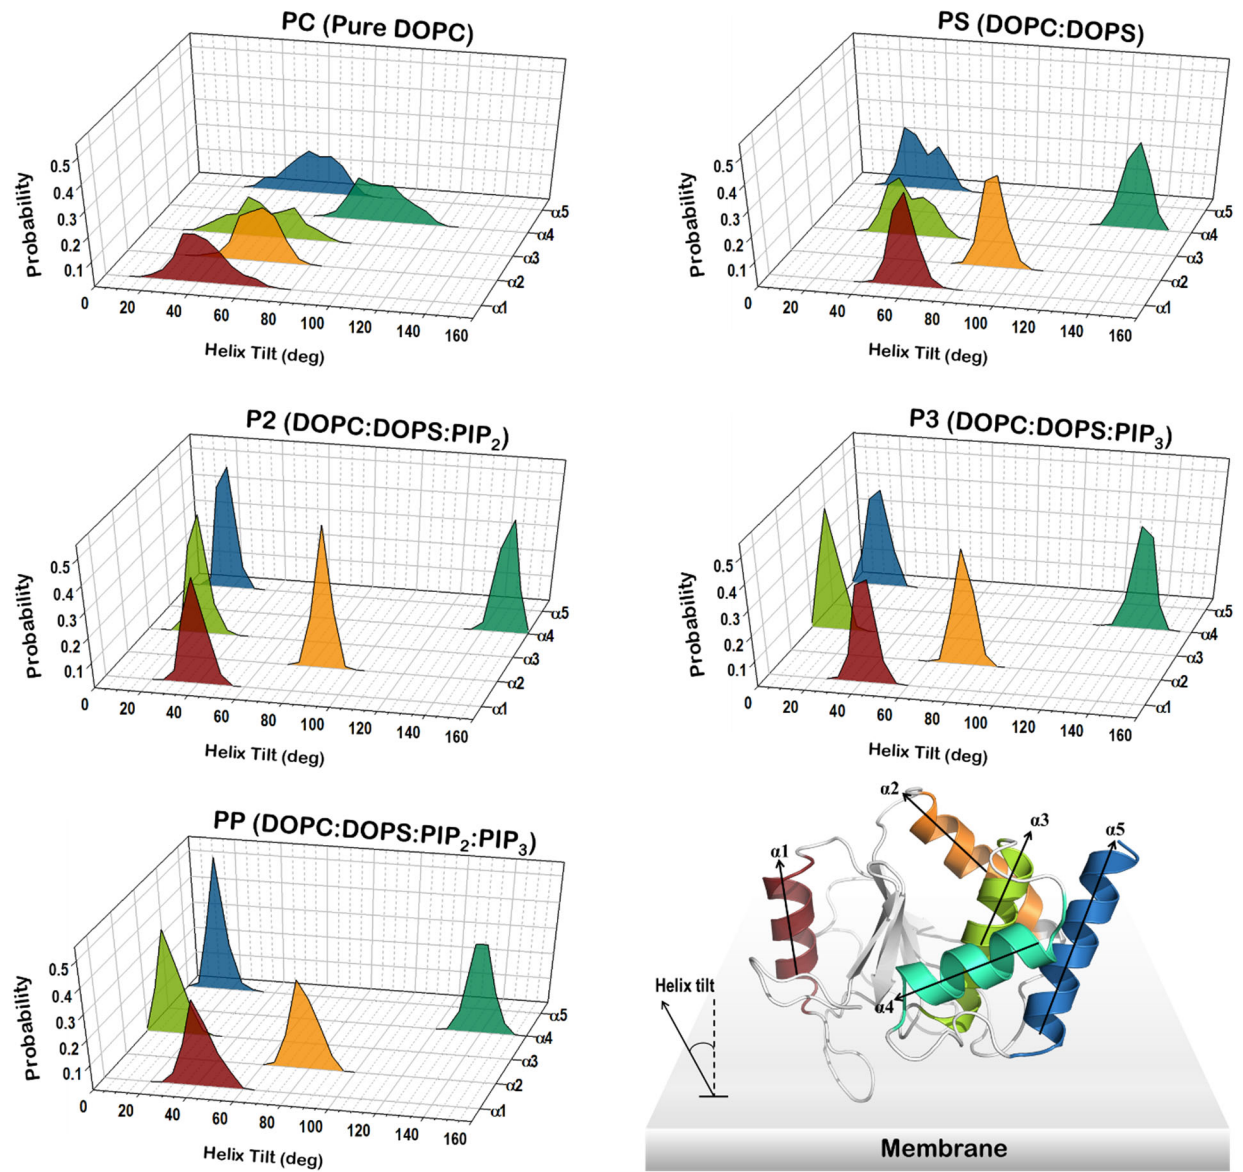 PC (Pure DOPC)
Probability
0.5
0.4
0.3
0.2
0.1
0 20 40 60 80 100 120 140 160
Helix Tilt (deg)
α5
α4
α3
α2
α1
PS (DOPC:DOPS)
Probability
0.5
0.4
0.3
0.2
0.1
0 20 40 60 80 100 120 140 160
Helix Tilt (deg)
α5
α4
α3
α2
α1
P2 (DOPC:DOPS:PIP₂)
Probability
0.5
0.4
0.3
0.2
0.1
0 20 40 60 80 100 120 140 160
Helix Tilt (deg)
α5
α4
α3
α2
α1
P3 (DOPC:DOPS:PIP₃)
Probability
0.5
0.4
0.3
0.2
0.1
0 20 40 60 80 100 120 140 160
Helix Tilt (deg)
α5
α4
α3
α2
α1
PP (DOPC:DOPS:PIP₂:PIP₃)
Probability
0.5
0.4
0.3
0.2
0.1
0 20 40 60 80 100 120 140 160
Helix Tilt (deg)
α5
α4
α3
α2
α1
α2
α3
α5
α1
Helix tilt
α4
Membrane